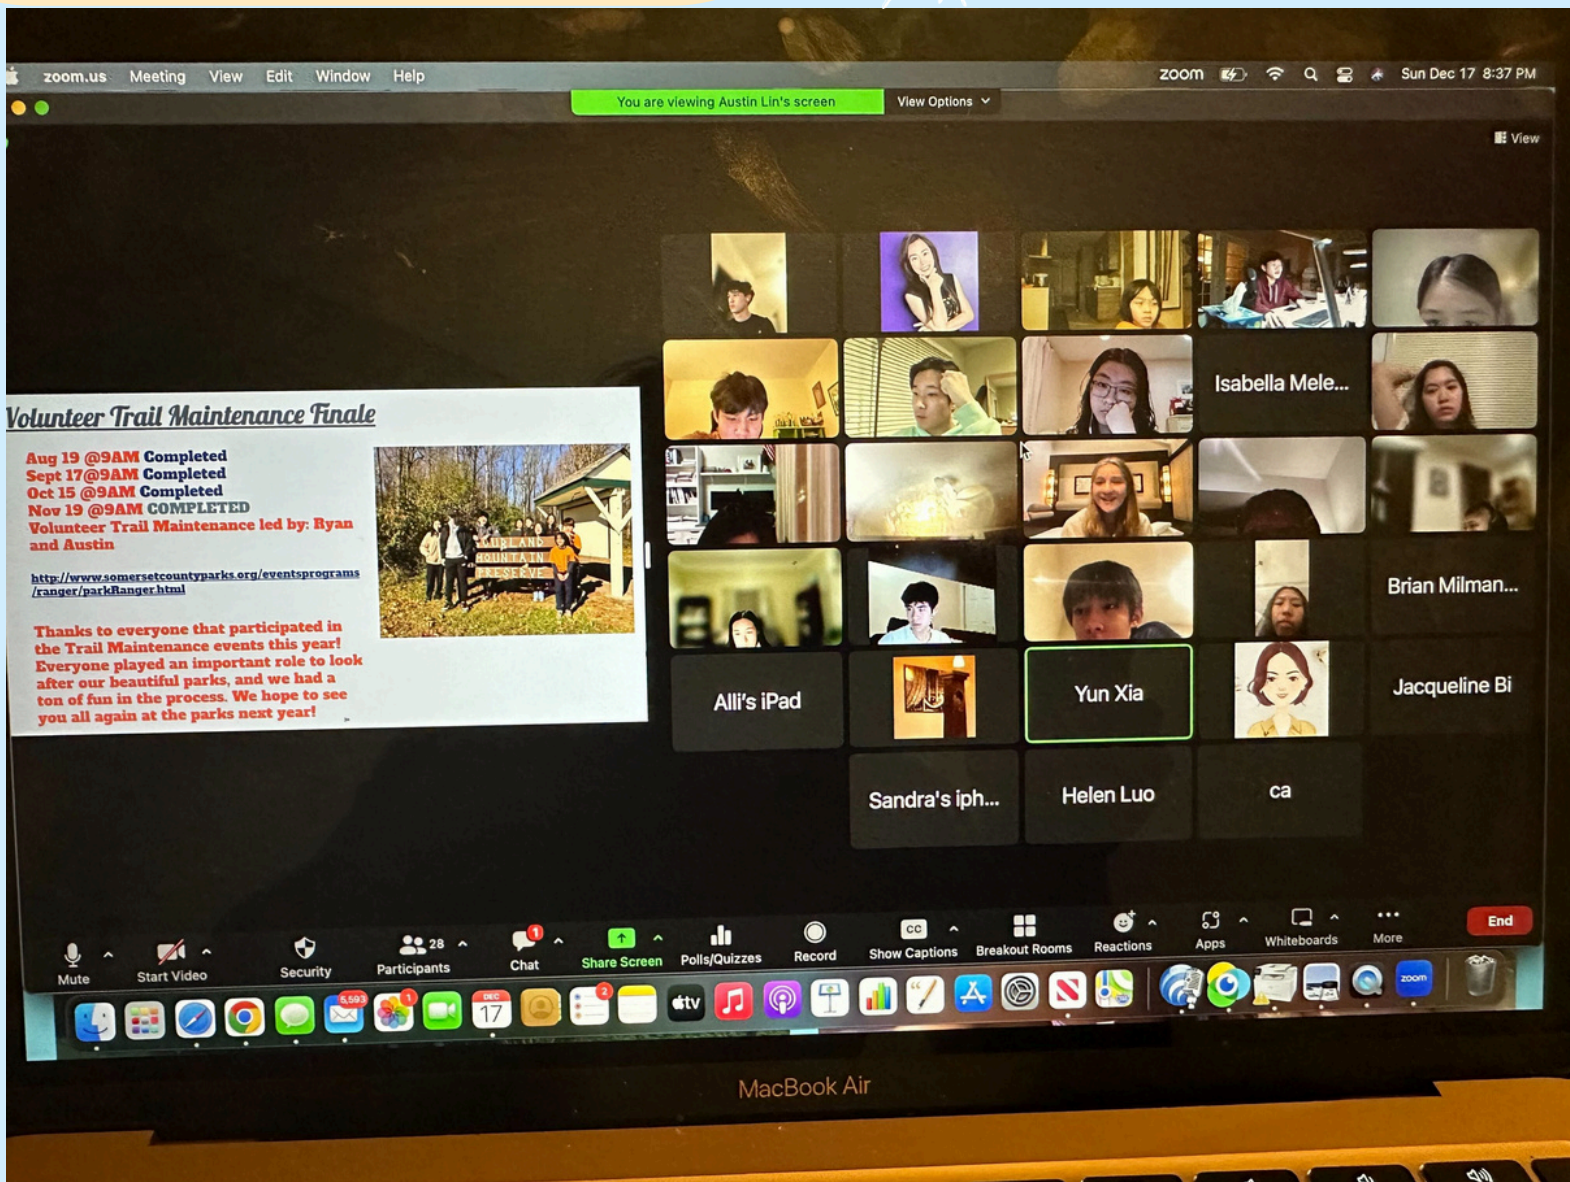 zoom.us Meeting View Edit Window Help
zoom Sun Dec 17 8:37 PM
You are viewing Austin Lin's screen
View Options
View
Volunteer Trail Maintenance Finale
Aug 19 @9AM Completed
Sept 17@9AM Completed
Oct 15 @9AM Completed
Nov 19 @9AM COMPLETED
Volunteer Trail Maintenance led by: Ryan
and Austin
http://www.somersetcountyparks.org/eventsprograms
/ranger/parkRanger.html
Thanks to everyone that participated in
the Trail Maintenance events this year!
Everyone played an important role to look
after our beautiful parks, and we had a
ton of fun in the process. We hope to see
you all again at the parks next year!
MOUNTAIN
PRESERVE
Isabella Mele...
Brian Milman...
Alli's iPad
Yun Xia
Jacqueline Bi
Sandra's iph...
Helen Luo
ca
Mute
Start Video
Security
28
Participants
1
Chat
Share Screen
Polls/Quizzes
Record
CC
Show Captions
Breakout Rooms
Reactions
Apps
Whiteboards
More
End
5,593
1
DEC
17
2
tv
zoom
MacBook Air